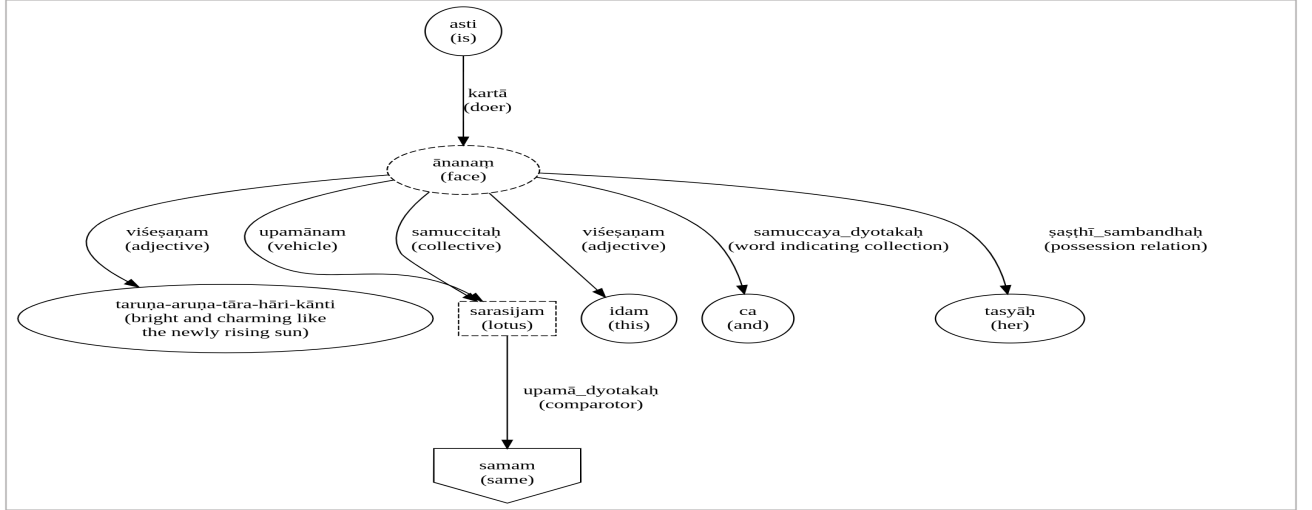 asti
(is)
kartā
(doer)
ānanaṃ
(face)
viśeṣaṇam
(adjective)
upamānam
(vehicle)
samuccitaḥ
(collective)
viśeṣaṇam
(adjective)
samuccaya_dyotakaḥ
(word indicating collection)
ṣaṣṭhī_sambandhaḥ
(possession relation)
taruṇa-aruṇa-tāra-hāri-kānti
(bright and charming like
the newly rising sun)
sarasijam
(lotus)
idam
(this)
ca
(and)
tasyāḥ
(her)
upamā_dyotakaḥ
(comparotor)
samam
(same)